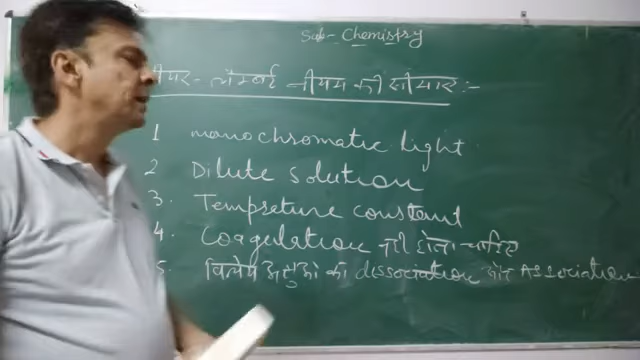 Sub- Chemistry
बीयर- लेम्बर्ट नीयम की सीमाए:-
1 monochromatic light
2 Dilute solution
3. Tempreture constant
4. Coagulation नही होना चाहिए
5. विलेय अणुओ का dissociation और Association